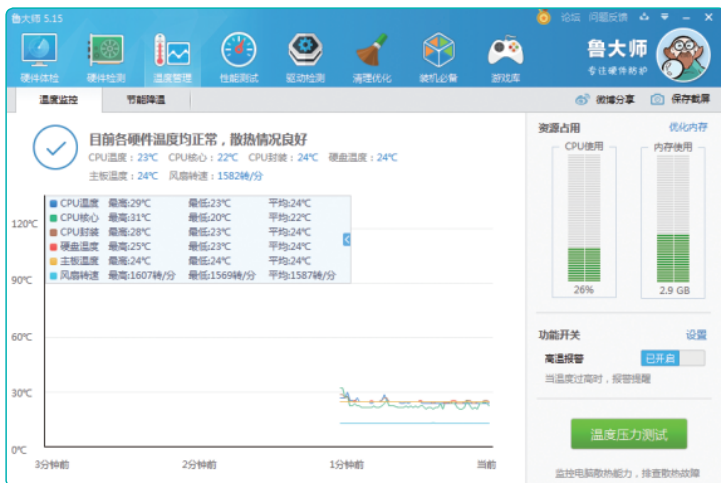 鲁大师 5.15
论坛 问题反馈
硬件体检 硬件检测 温度管理 性能测试 驱动检测 清理优化 装机必备 游戏库
鲁大师
专注硬件防护
温度监控 节能降温
微博分享 保存截屏
目前各硬件温度均正常，散热情况良好
CPU温度：23℃ CPU核心：22℃ CPU封装：24℃ 硬盘温度：24℃
主板温度：24℃ 风扇转速：1582转/分
CPU温度 最高:29℃ 最低:23℃ 平均:24℃
CPU核心 最高:31℃ 最低:20℃ 平均:22℃
CPU封装 最高:28℃ 最低:23℃ 平均:24℃
硬盘温度 最高:25℃ 最低:23℃ 平均:24℃
主板温度 最高:24℃ 最低:24℃ 平均:24℃
风扇转速 最高:1607转/分 最低:1569转/分 平均:1587转/分
120℃
90℃
60℃
30℃
0℃
3分钟前 2分钟前 1分钟前 当前
资源占用 优化内存
CPU使用 内存使用
26% 2.9 GB
功能开关 设置
高温报警 已开启
当温度过高时，报警提醒
温度压力测试
监控电脑散热能力，排查散热故障